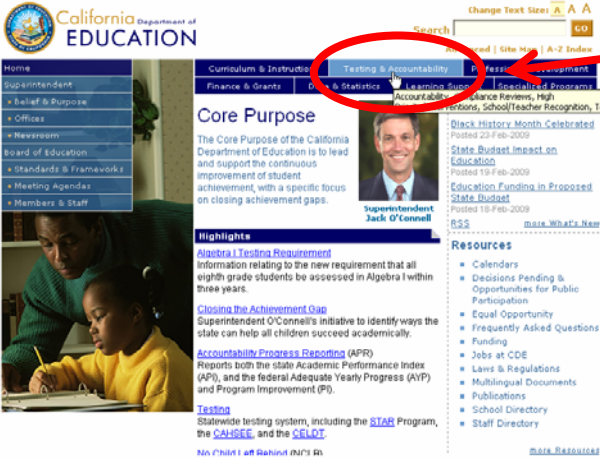 Change Text Size: A A A
California Department of
EDUCATION
Search GO
Advanced | Site Map | A-Z Index
Home
Curriculum & Instruction
Testing & Accountability
Professional Development
Finance & Grants
Data & Statistics
Learning Support
Specialized Programs
Accountability, Compliance Reviews, High
School/Teacher Recognition, T
Superintendent
Belief & Purpose
Offices
Newsroom
Board of Education
Standards & Frameworks
Meeting Agendas
Members & Staff
Core Purpose
The Core Purpose of the California
Department of Education is to lead
and support the continuous
improvement of student
achievement, with a specific focus
on closing achievement gaps.
Superintendent
Jack O'Connell
Highlights
Algebra I Testing Requirement
Information relating to the new requirement that all
eighth grade students be assessed in Algebra I within
three years.
Closing the Achievement Gap
Superintendent O'Connell's initiative to identify ways the
state can help all children succeed academically.
Accountability Progress Reporting (APR)
Reports both the state Academic Performance Index
(API), and the federal Adequate Yearly Progress (AYP)
and Program Improvement (PI).
Testing
Statewide testing system, including the STAR Program,
the CAHSEE, and the CELDT.
No Child Left Behind (NCLB)
Black History Month Celebrated
Posted 23-Feb-2009
State Budget Impact on
Education
Posted 19-Feb-2009
Education Funding in Proposed
State Budget
Posted 18-Feb-2009
RSS more What's New
Resources
Calendars
Decisions Pending &
Opportunities for Public
Participation
Equal Opportunity
Frequently Asked Questions
Funding
Jobs at CDE
Laws & Regulations
Multilingual Documents
Publications
School Directory
Staff Directory
more Resources